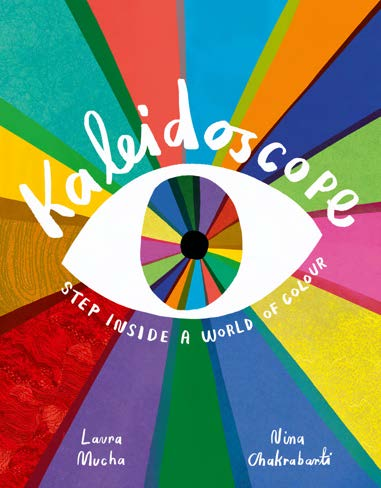 Kaleidoscope
STEP INSIDE A WORLD OF COLOUR
Laura
Mucha
Nina
Chakrabarti